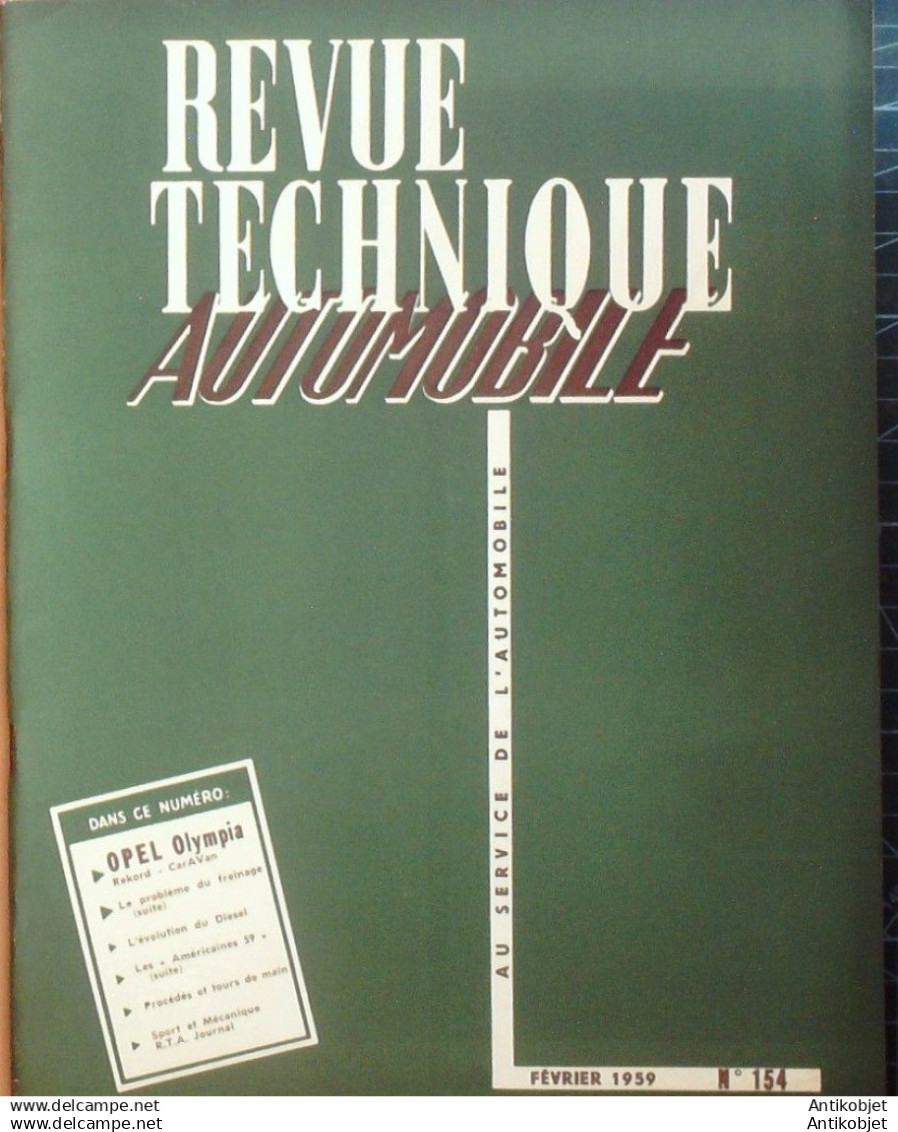 REVUE
TECHNIQUE
AUTOMOBILE
AU SERVICE DE L'AUTOMOBILE
DANS CE NUMÉRO:
OPEL Olympia
Rekord - CarAVan
Le problème du freinage
(suite)
L'évolution du Diesel
Les « Américaines 59 »
(suite)
Procédés et tours de main
Sport et Mécanique
R.T.A. Journal
FÉVRIER 1959 N° 154
www.delcampe.net Antikobjet
www.delcampe.net Antikobjet